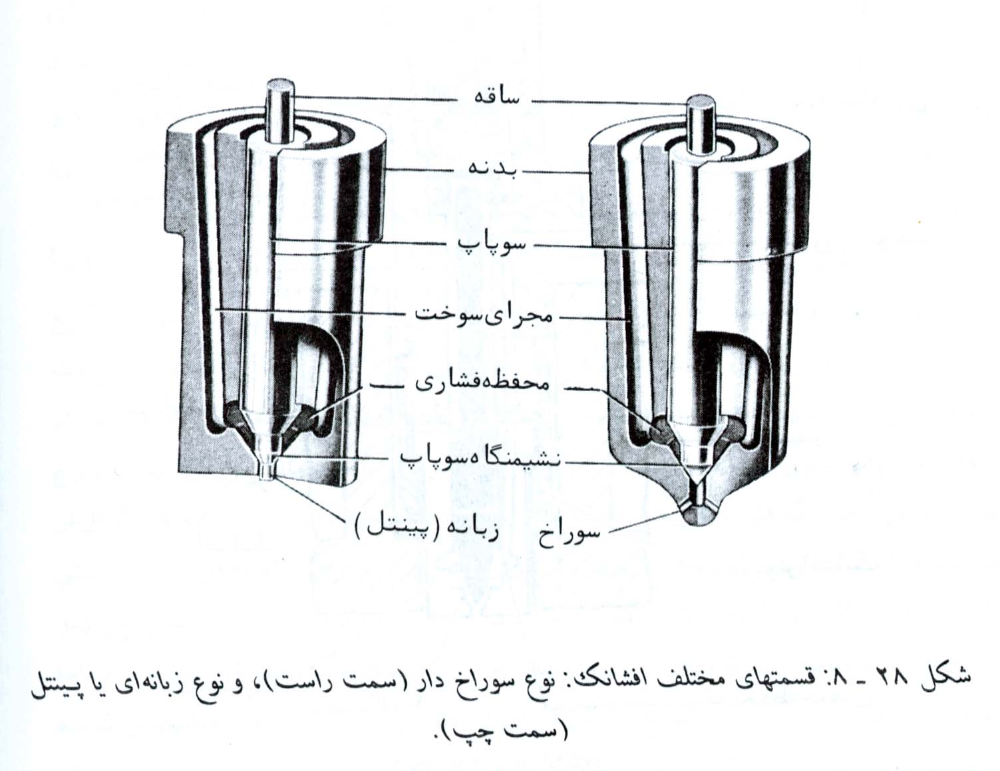 ساقه
بدنه
سوپاپ
مجرای سوخت
محفظه فشاری
نشیمنگاه سوپاپ
زبانه (پینتل)
سوراخ
شکل ۲۸ ـ ۸: قسمتهای مختلف افشانک: نوع سوراخ دار (سمت راست)، و نوع زبانه‌ای یا پینتل
(سمت چپ).